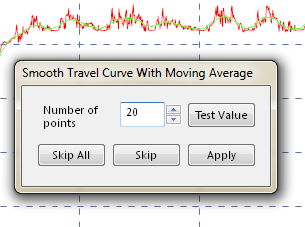 Smooth Travel Curve With Moving Average
Number of
points
20
Test Value
Skip All
Skip
Apply